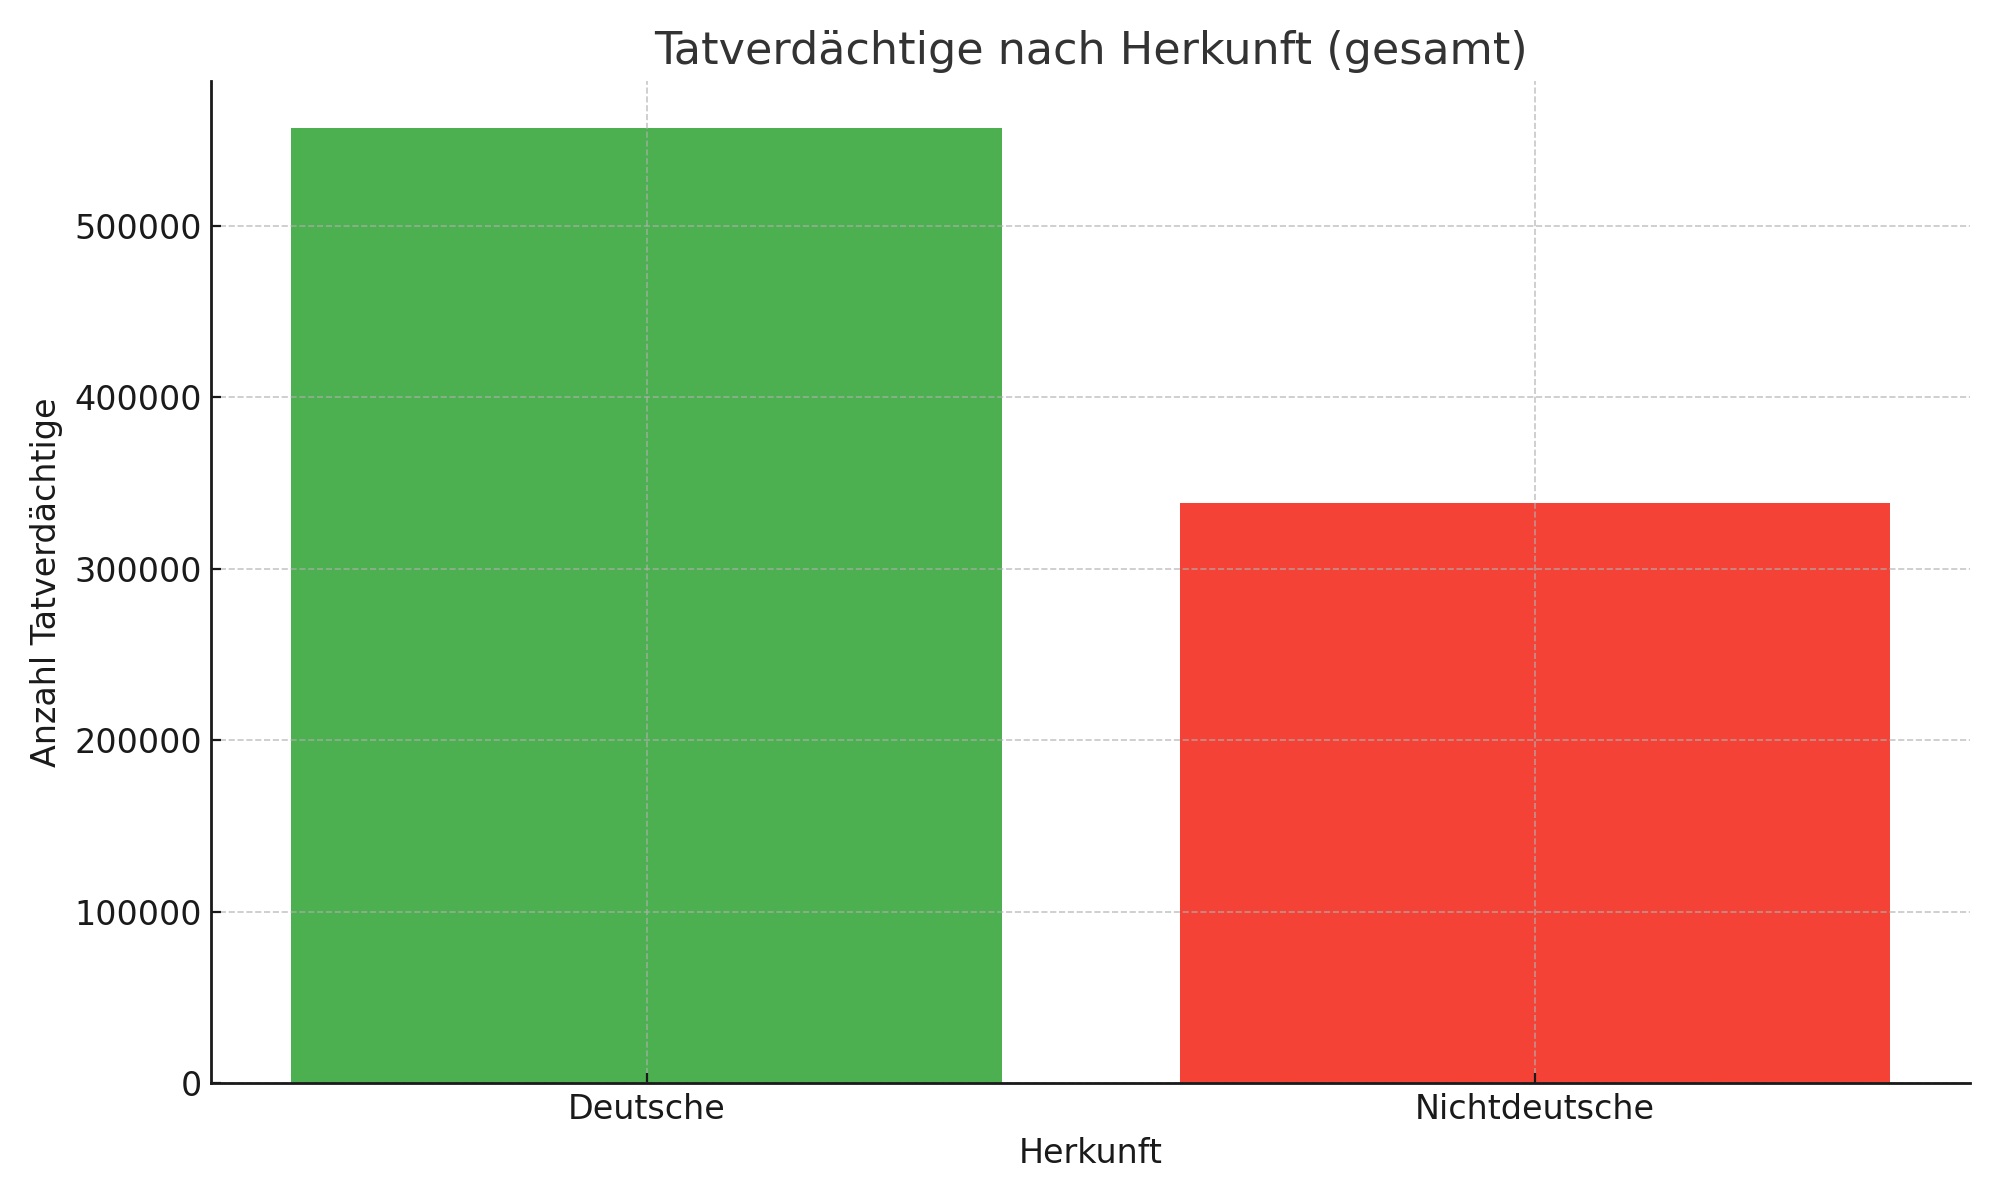 Tatverdächtige nach Herkunft (gesamt)
Anzahl Tatverdächtige
500000
400000
300000
200000
100000
0
Deutsche
Nichtdeutsche
Herkunft